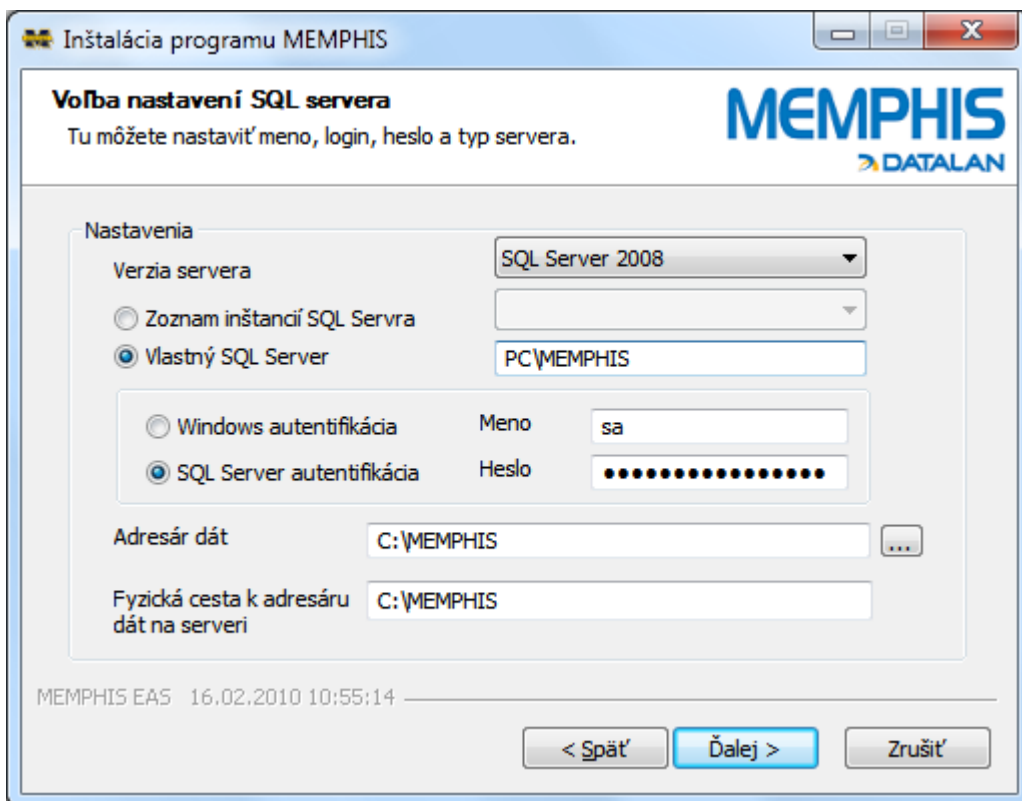 Inštalácia programu MEMPHIS
Voľba nastavení SQL servera
Tu môžete nastaviť meno, login, heslo a typ servera.
MEMPHIS
DATALAN
Nastavenia
Verzia servera
SQL Server 2008
Zoznam inštancií SQL Servra
Vlastný SQL Server
PC\MEMPHIS
Windows autentifikácia
Meno
sa
SQL Server autentifikácia
Heslo
••••••••••••••••
Adresár dát
C:\MEMPHIS
...
Fyzická cesta k adresáru
dát na serveri
C:\MEMPHIS
MEMPHIS EAS 16.02.2010 10:55:14
< Späť
Ďalej >
Zrušiť